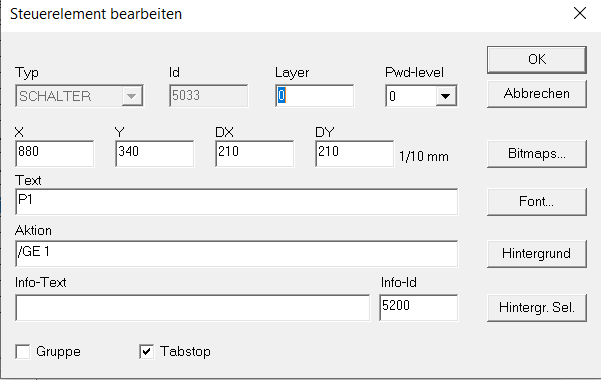 Steuerelement bearbeiten
Typ Id Layer Pwd-level
SCHALTER 5033 0 0
OK
Abbrechen
X Y DX DY
880 340 210 210 1/10 mm
Bitmaps...
Text
P1
Font...
Aktion
/GE 1
Hintergrund
Info-Text Info-Id
5200
Hintergr. Sel.
Gruppe Tabstop